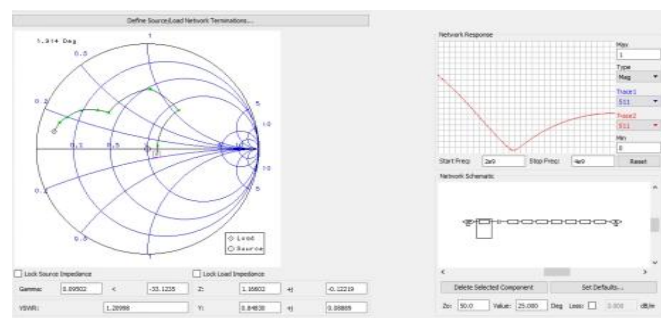 Define Source/Load Network Terminations...
1.914 Deg
1
0.5
0.2
5
10
0.1
0.5
10
5
0.2
0.5
1
Load
Source
Lock Source Impedance
Lock Load Impedance
Gamma: 0.09502 < -33.1235 Z: 1.16602 +j -0.12219
VSWR: 1.20998 Y: +j 0.08869
Network Response
Max
1
Type
Mag
Trace1
S11
Trace2
S11
Min
0
Start Freq: 2e9 Stop Freq: 4e9 Reset
Network Schematic
Delete Selected Component Set Defaults...
Zo: 50.0 Value: 25.000 Deg Loss: 0.000 dB/m